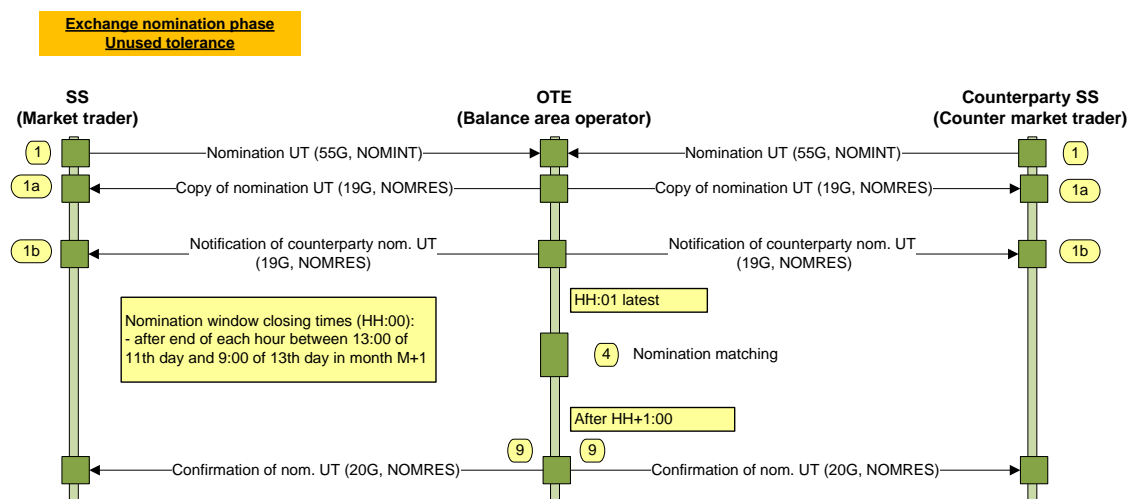 Exchange nomination phase
Unused tolerance
SS
(Market trader)
OTE
(Balance area operator)
Counterparty SS
(Counter market trader)
1
Nomination UT (55G, NOMINT)
Nomination UT (55G, NOMINT)
1
1a
Copy of nomination UT (19G, NOMRES)
Copy of nomination UT (19G, NOMRES)
1a
1b
Notification of counterparty nom. UT
(19G, NOMRES)
Notification of counterparty nom. UT
(19G, NOMRES)
1b
HH:01 latest
Nomination window closing times (HH:00):
- after end of each hour between 13:00 of
11th day and 9:00 of 13th day in month M+1
4
Nomination matching
After HH+1:00
9
9
Confirmation of nom. UT (20G, NOMRES)
Confirmation of nom. UT (20G, NOMRES)